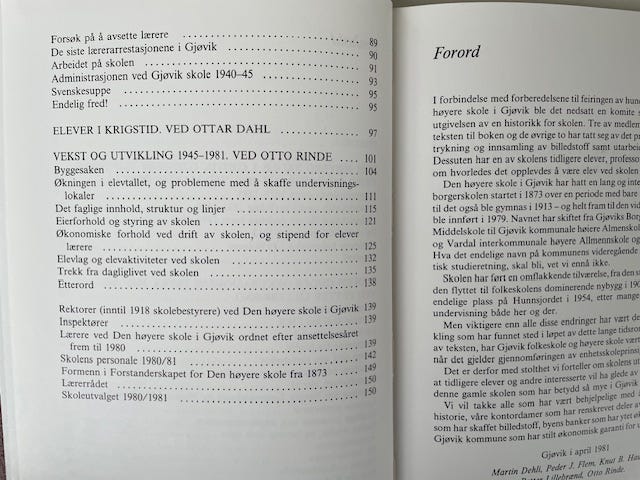 Forsøk på å avsette lærere 89
De siste lærerarrestasjonene i Gjøvik 90
Arbeidet på skolen 91
Administrasjonen ved Gjøvik skole 1940–45 93
Svenskesuppe 95
Endelig fred! 95
ELEVER I KRIGSTID. VED OTTAR DAHL 97
VEKST OG UTVIKLING 1945–1981. VED OTTO RINDE 101
Byggesaken 104
Økningen i elevtallet, og problemene med å skaffe undervisnings-
lokaler 111
Det faglige innhold, struktur og linjer 115
Eierforhold og styring av skolen 121
Økonomiske forhold ved drift av skolen, og stipend for elever
lærere 125
Elevlag og elevaktiviteter ved skolen 132
Trekk fra dagliglivet ved skolen 135
Etterord 138
Rektorer (inntil 1918 skolebestyrere) ved Den høyere skole i Gjøvik 139
Inspektører 139
Lærere ved Den høyere skole i Gjøvik ordnet efter ansettelsesåret
frem til 1980 139
Skolens personale 1980/81 142
Formenn i Forstanderskapet for Den høyere skole fra 1873 149
Lærerrådet 150
Skoleutvalget 1980/1981 150
Forord
I forbindelse med forberedelsene til feiringen av hun
høyere skole i Gjøvik ble det nedsatt en komite s
utgivelsen av en historikk for skolen. Tre av medlem
teksten til boken og de øvrige to har tatt seg av det pr
trykning og innsamling av billedstoff samt utarbei
Dessuten har en av skolens tidligere elever, professor
om hvorledes det opplevdes å være elev ved skolen
Den høyere skole i Gjøvik har hatt en lang og inte
borgerskolen startet i 1873 over en periode med bare
til det også ble gymnas i 1913 – og helt fram til den vi
ble innført i 1979. Navnet har skiftet fra Gjøviks Bor
Middelskole til Gjøvik kommunale høiere Almenskol
og Vardal interkommunale høyere Allmennskole og
Hva det endelige navn på kommunens videregående
tisk studieretning, skal bli, vet vi ennå ikke.
Skolen har ført en omflakkende tilværelse, fra den u
den flyttet til folkeskolens dominerende nybygg i 190
endelige plass på Hunnsjordet i 1954, etter mange
undervisning både her og der.
Men viktigere enn alle disse endringer har vært de
kling som har funnet sted i løpet av dette lange tidsro
av teksten, har Gjøvik folkeskole og høyere skole vært
når det gjelder gjennomføringen av enhetsskoleprins
Det er derfor med stolthet vi forteller om skolens ut
at tidligere elever og andre interesserte vil ha glede av
denne gamle skolen som har betydd så mye i Gjøvik
Vi vil takke alle som har vært behjelpelige med å
historie, våre kontordamer som har renskrevet deler av
som har skaffet billedstoff, byens banker som har ytet øk
Gjøvik kommune som har stilt økonomisk garanti for u
Gjøvik i april 1981
Martin Dehli, Peder J. Flem, Knut B. Hau
Petter Lillebrænd, Otto Rinde.